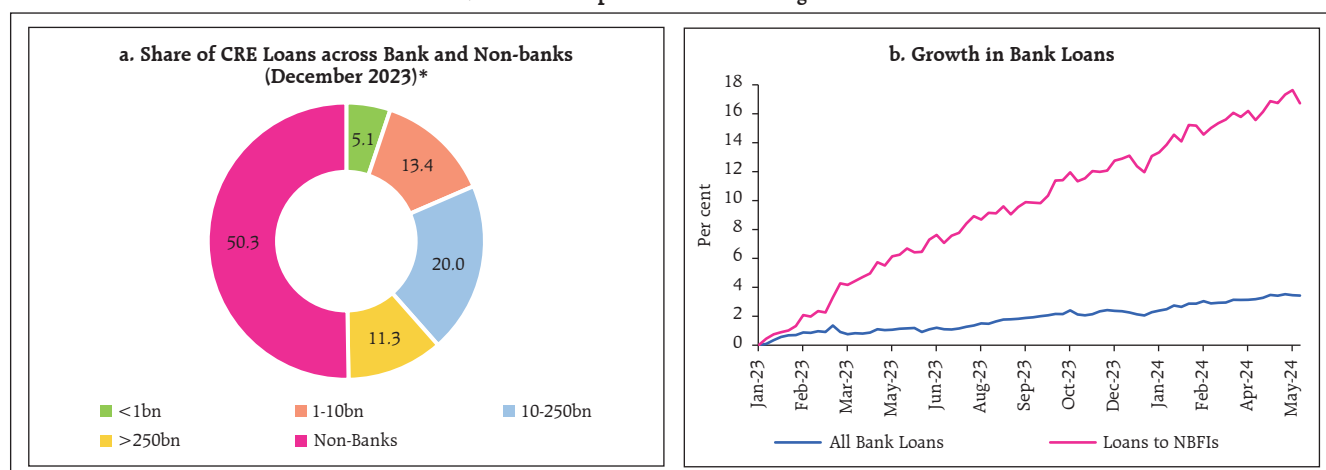 a. Share of CRE Loans across Bank and Non-banks
(December 2023)*
5.1
13.4
50.3
20.0
11.3
<1bn
1-10bn
10-250bn
>250bn
Non-Banks
b. Growth in Bank Loans
Per cent
18
16
14
12
10
8
6
4
2
0
Jan-23
Feb-23
Mar-23
May-23
Jun-23
Aug-23
Sep-23
Oct-23
Dec-23
Jan-24
Feb-24
Apr-24
May-24
All Bank Loans
Loans to NBFIs